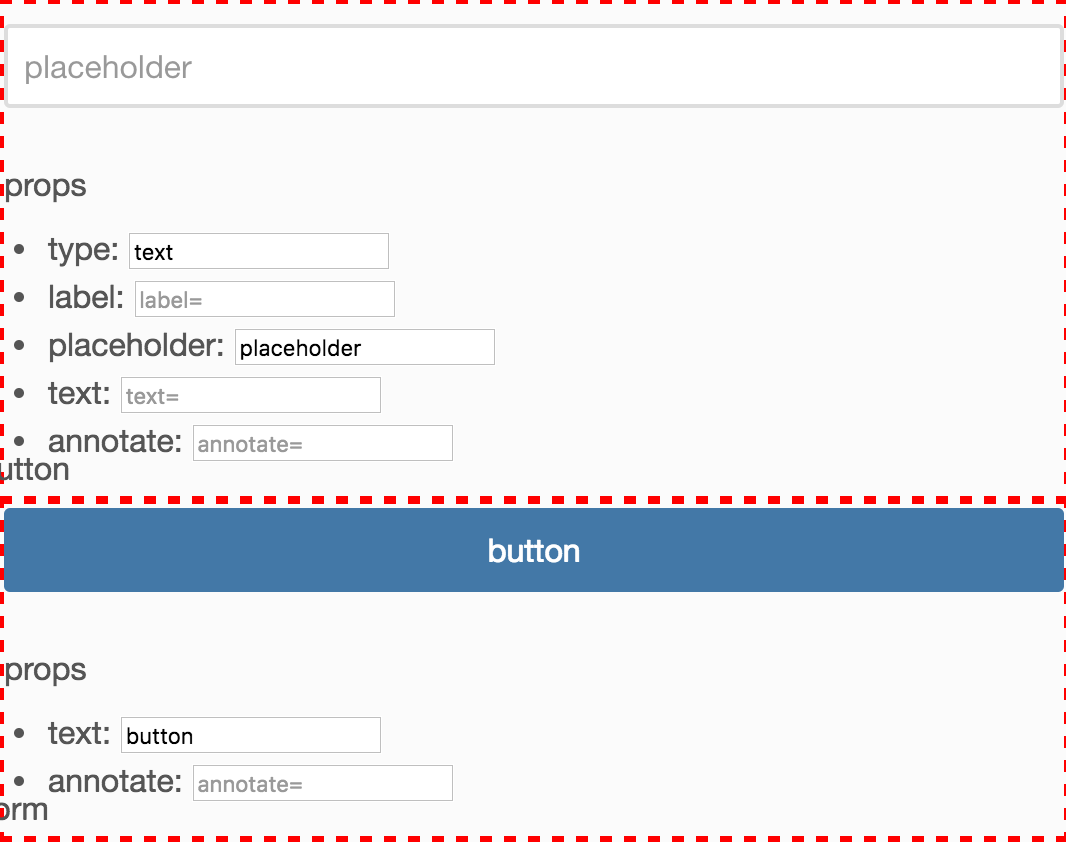 placeholder
props
type: text
label: label=
placeholder: placeholder
text: text=
annotate: annotate=
utton
button
props
text: button
annotate: annotate=
orm